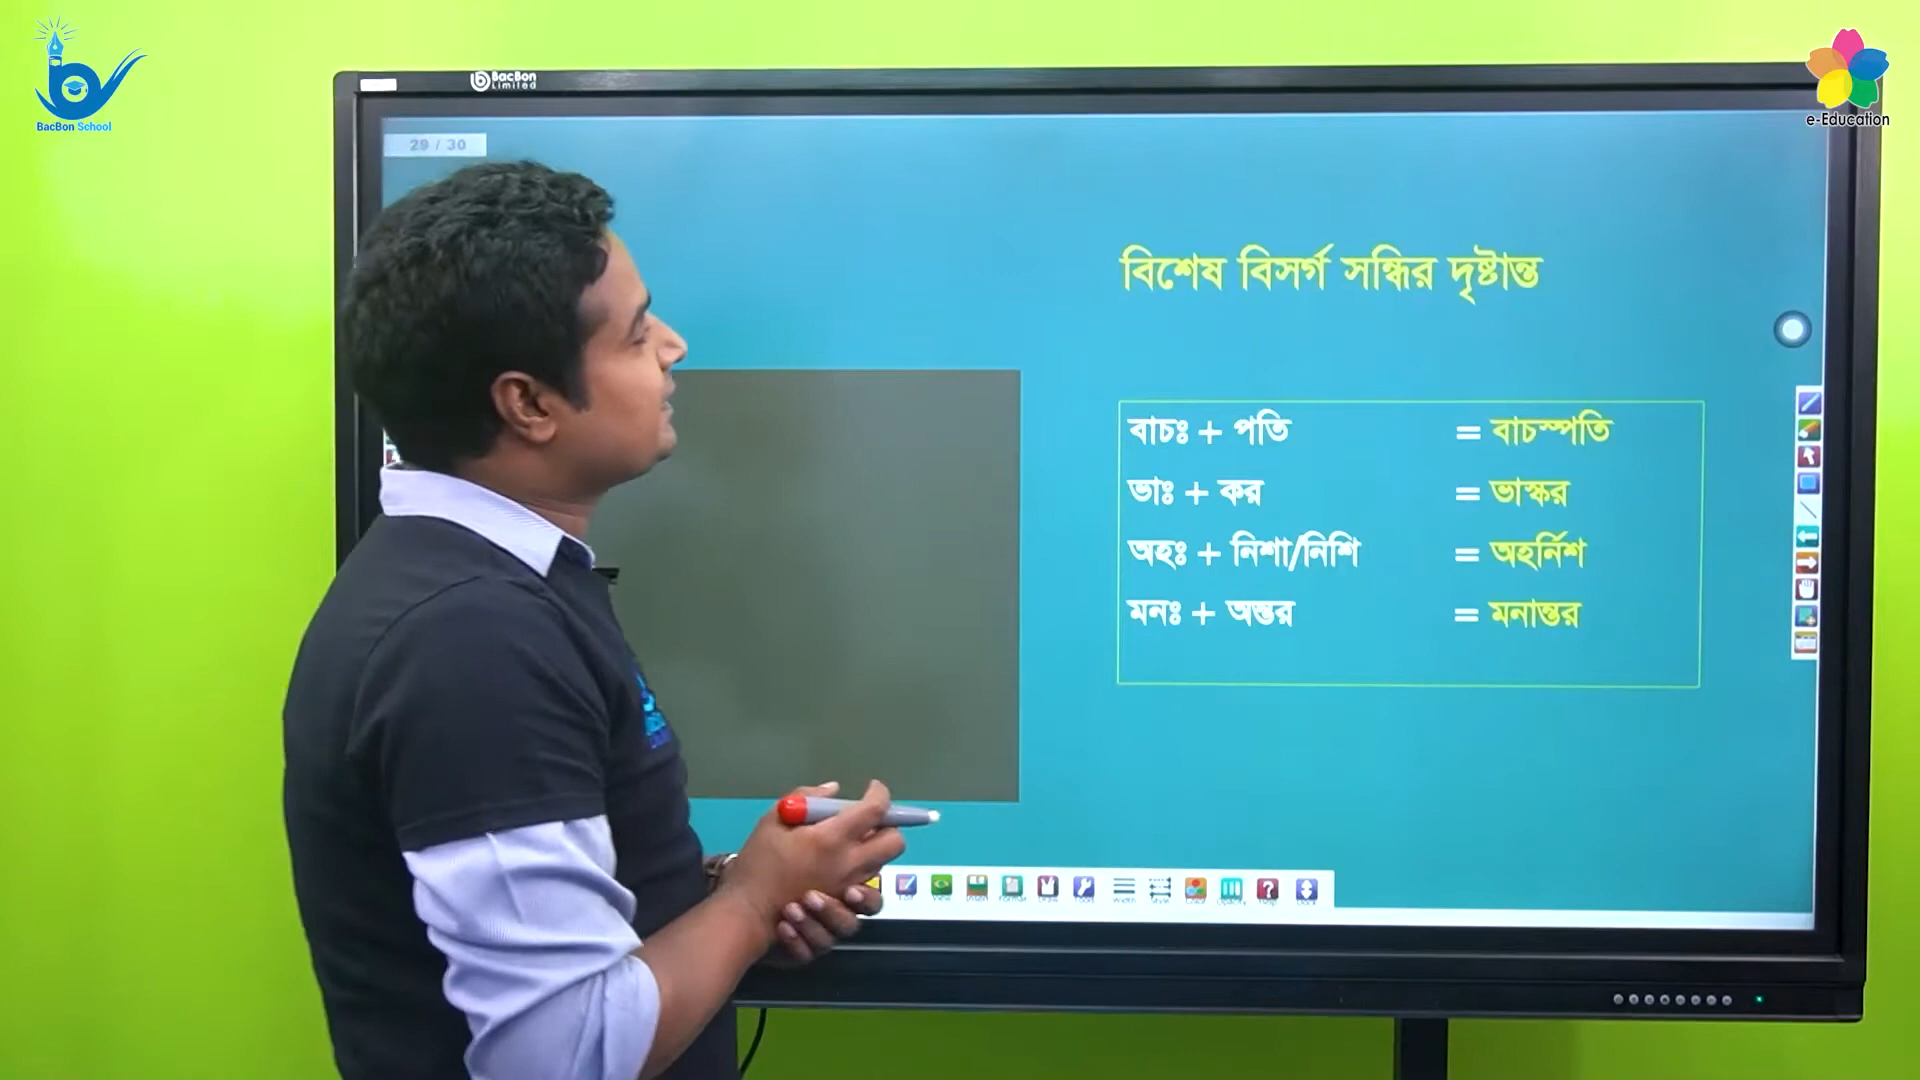 BacBon School
BacBon
Limited
e-Education
29 / 30
বিশেষ বিসর্গ সন্ধির দৃষ্টান্ত
বাচঃ + পতি = বাচস্পতি
ভাঃ + কর = ভাস্কর
অহঃ + নিশা/নিশি = অহর্নিশ
মনঃ + অন্তর = মনান্তর